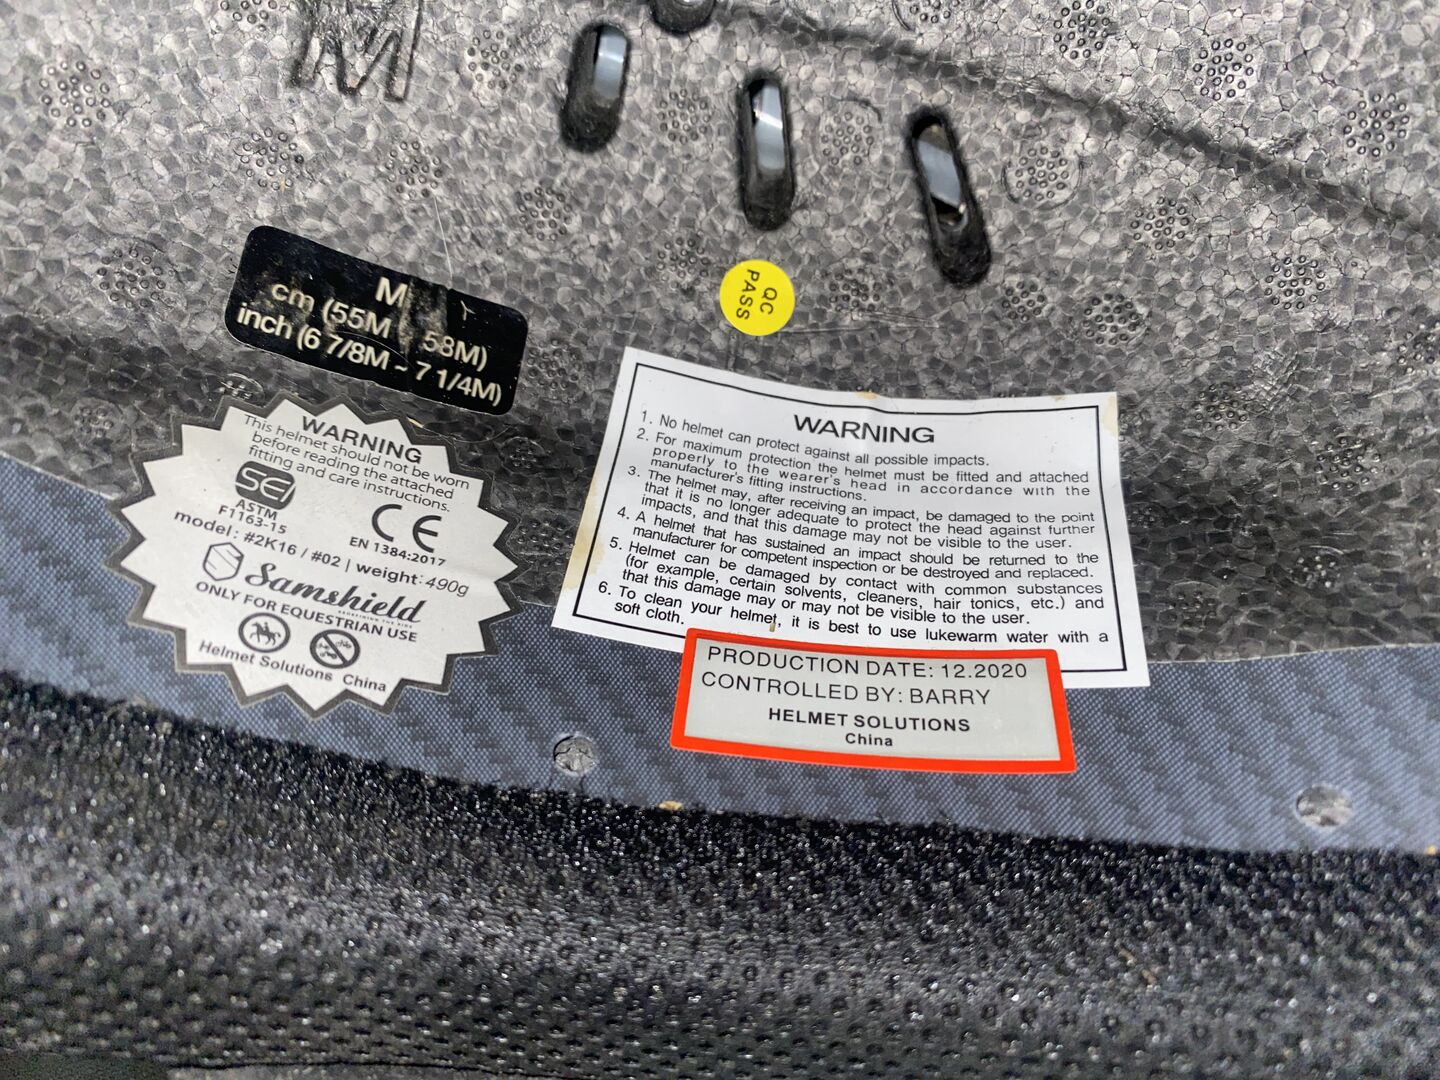 M
M
cm (55M 58M)
inch (6 7/8M ~ 7 1/4M)
QC
PASS
WARNING
This helmet should not be worn
before reading the attached
fitting and care instructions.
SEI
ASTM
F1163-15
CE
EN 1384:2017
model: #2K16 / #02 | weight: 490g
Samshield
REDEFINING THE RIDE
ONLY FOR EQUESTRIAN USE
Helmet Solutions China
WARNING
1. No helmet can protect against all possible impacts.
2. For maximum protection the helmet must be fitted and attached
properly to the wearer's head in accordance with the
manufacturer's fitting instructions.
3. The helmet may, after receiving an impact, be damaged to the point
that it is no longer adequate to protect the head against further
impacts, and that this damage may not be visible to the user.
4. A helmet that has sustained an impact should be returned to the
manufacturer for competent inspection or be destroyed and replaced.
5. Helmet can be damaged by contact with common substances
(for example, certain solvents, cleaners, hair tonics, etc.) and
that this damage may or may not be visible to the user.
6. To clean your helmet, it is best to use lukewarm water with a
soft cloth.
PRODUCTION DATE: 12.2020
CONTROLLED BY: BARRY
HELMET SOLUTIONS
China